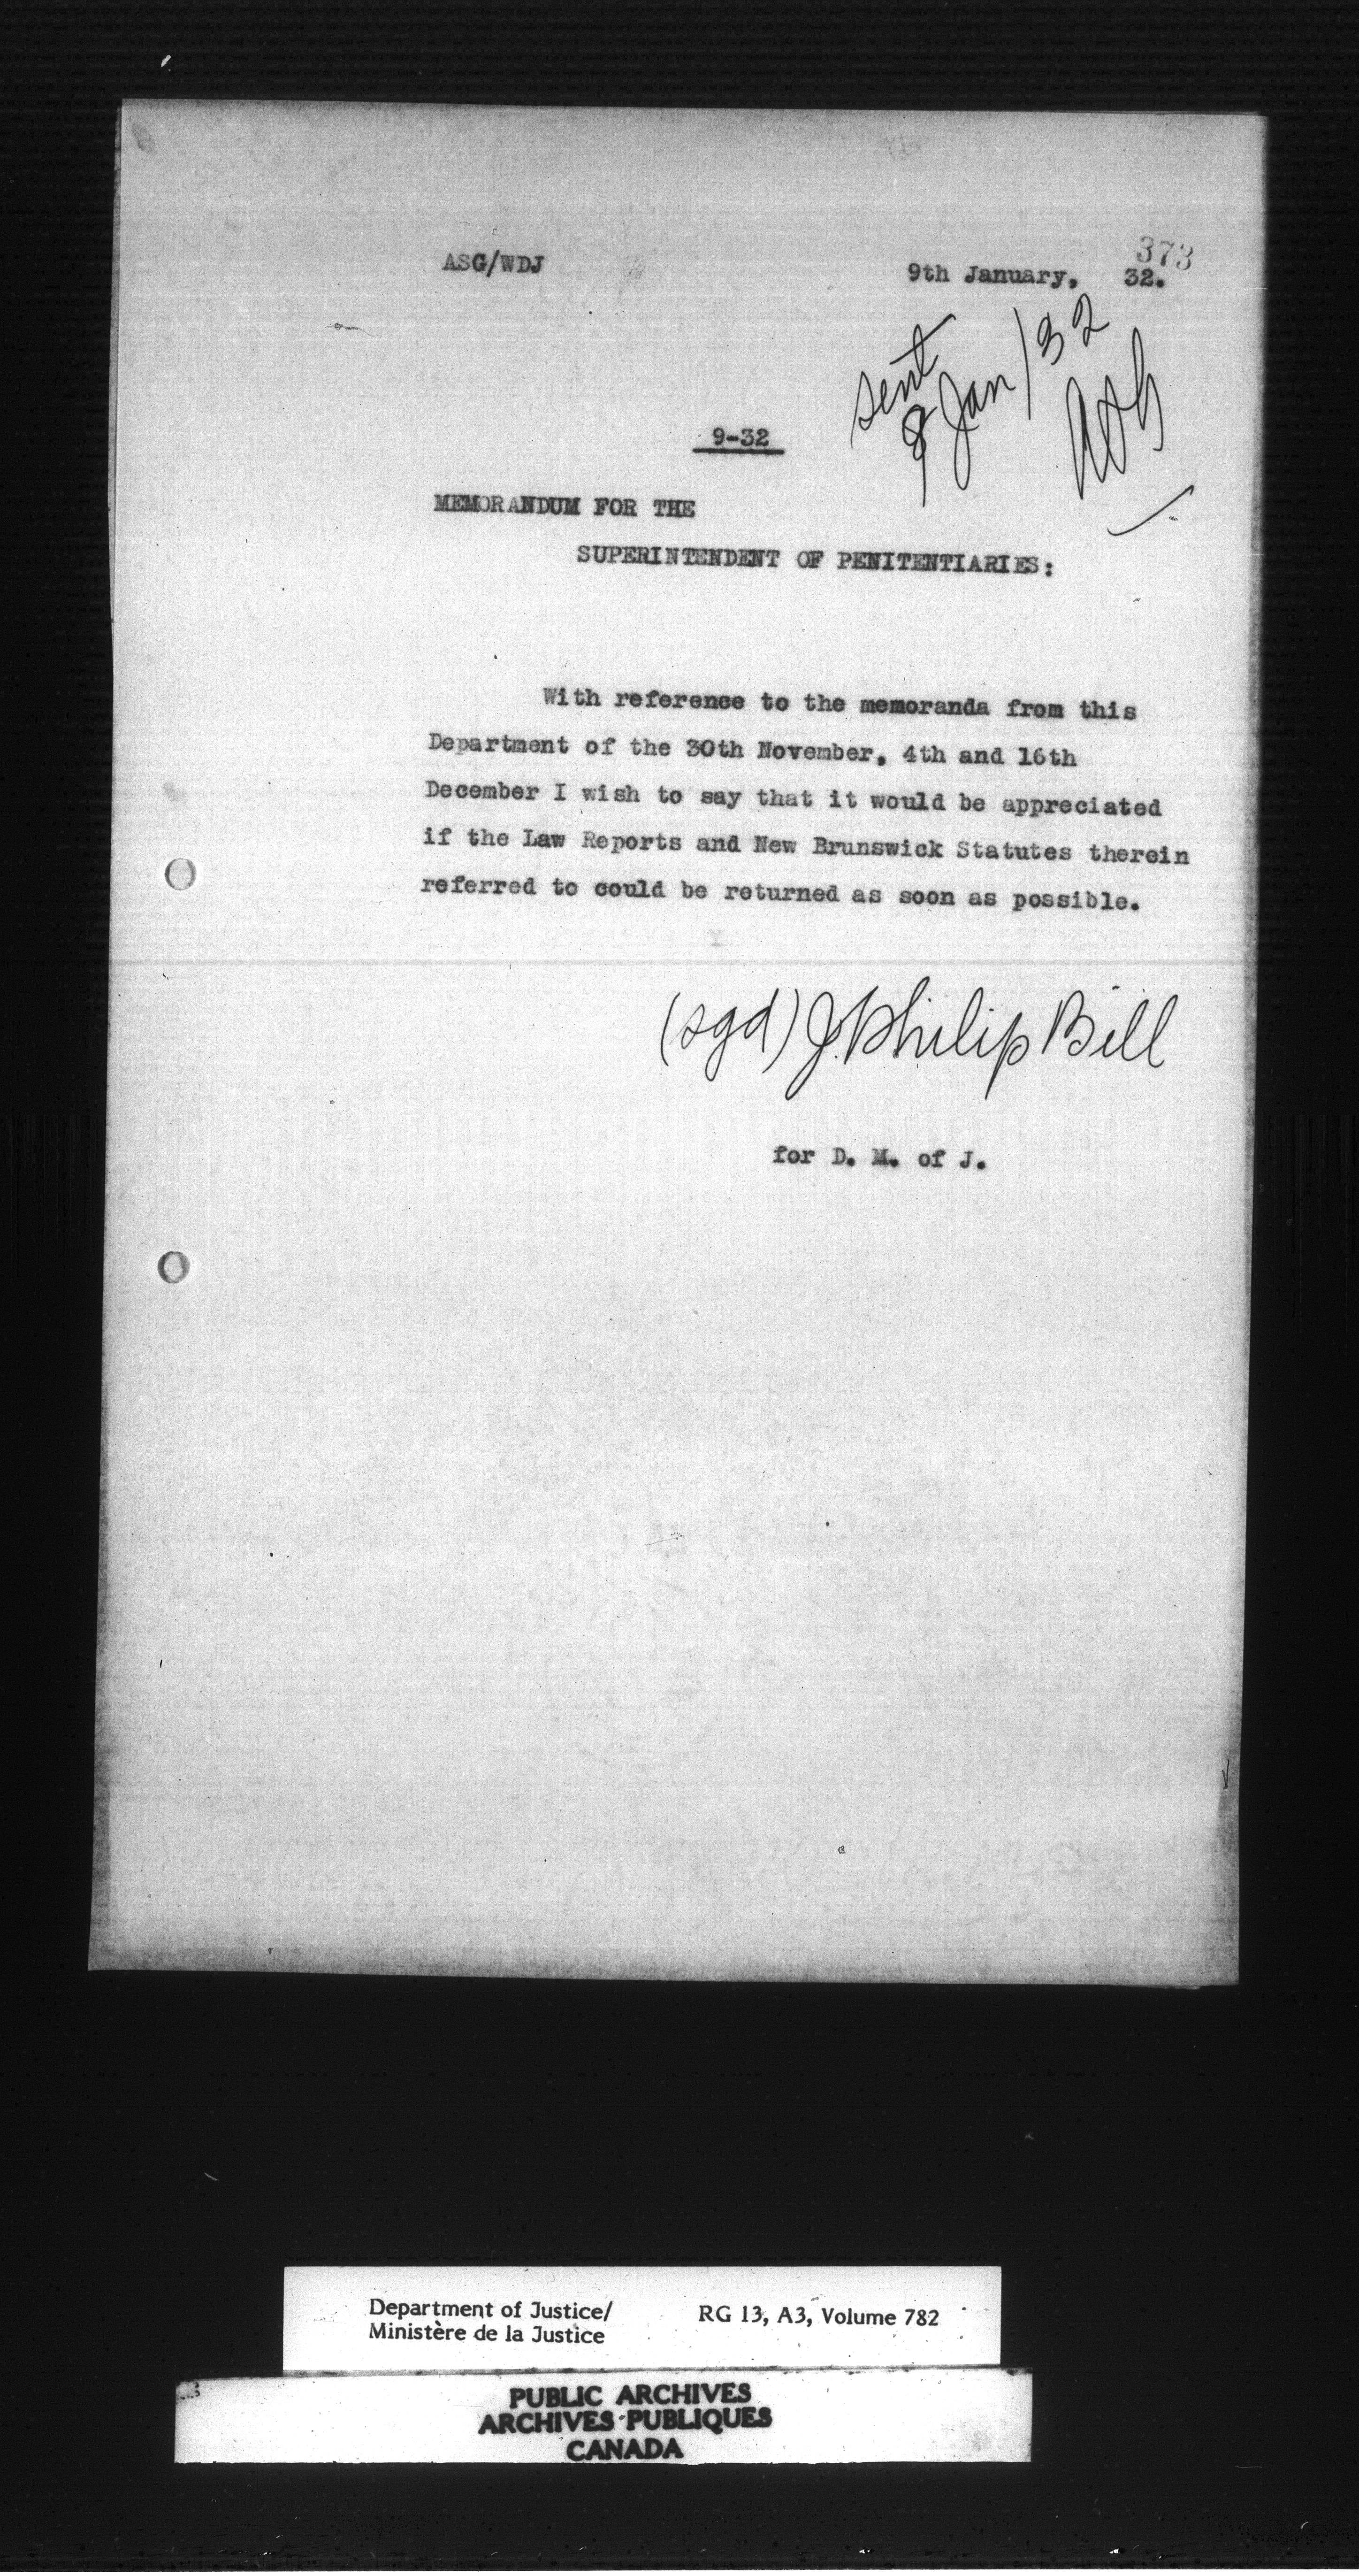 373
ASG/WDJ 9th January, 32.
sent
9 Jan/32
9-32
MEMORANDUM FOR THE
SUPERINTENDENT OF PENITENTIARIES:
With reference to the memoranda from this
Department of the 30th November, 4th and 16th
December I wish to say that it would be appreciated
if the Law Reports and New Brunswick Statutes therein
referred to could be returned as soon as possible.
(sgd) J. Philip Bill
for D. M. of J.
Department of Justice/
Ministère de la Justice
RG 13, A3, Volume 782
PUBLIC ARCHIVES
ARCHIVES PUBLIQUES
CANADA